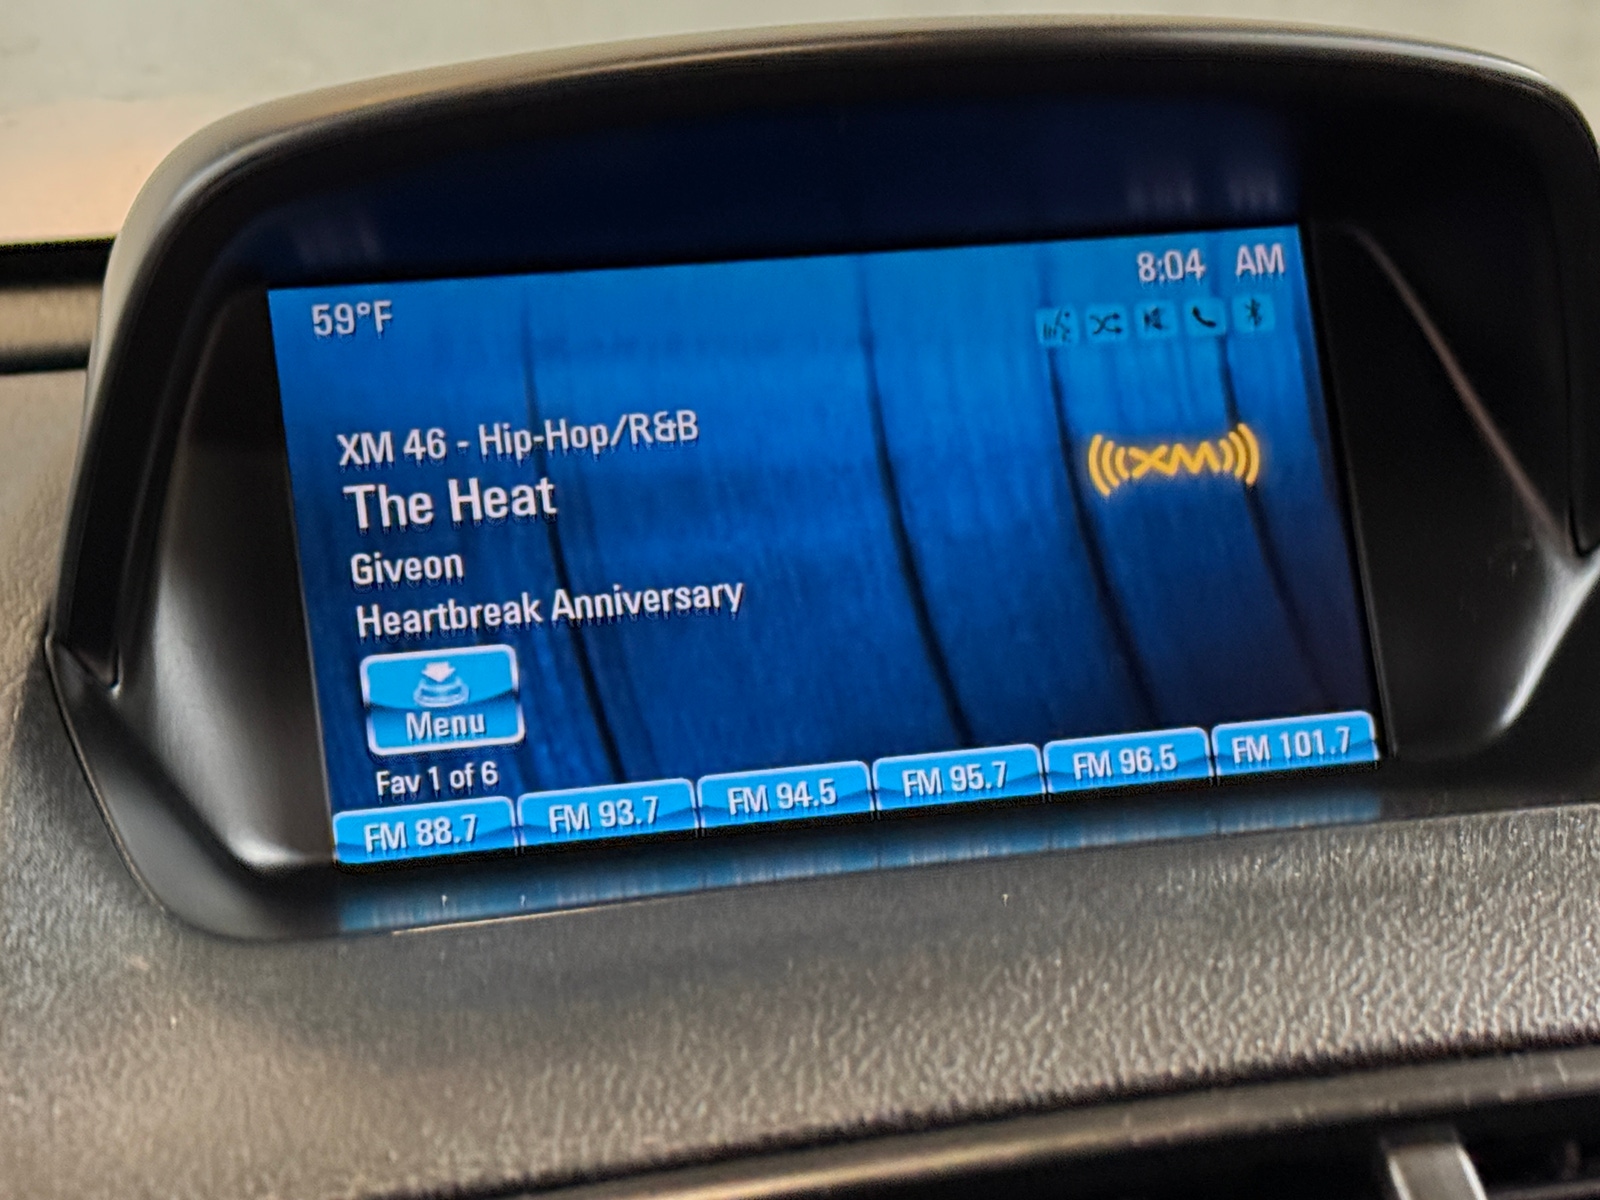 59°F
8:04 AM
XM 46 - Hip-Hop/R&B
(((XM)))
The Heat
Giveon
Heartbreak Anniversary
Menu
Fav 1 of 6
FM 88.7 FM 93.7 FM 94.5 FM 95.7 FM 96.5 FM 101.7